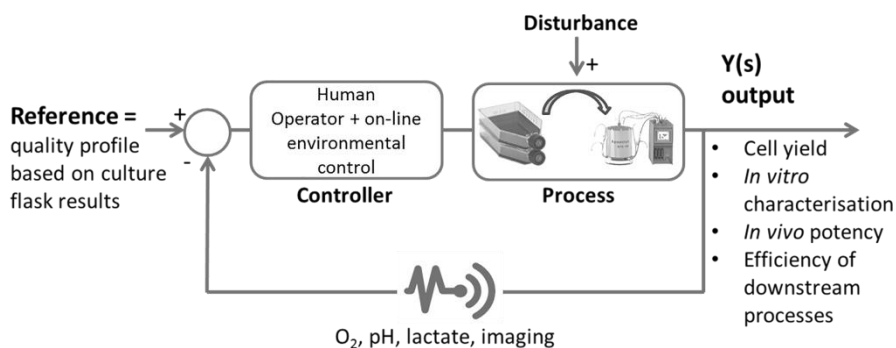 Disturbance
+
Y(s)
output
Reference =
quality profile
based on culture
flask results
+
-
Human
Operator + on-line
environmental
control
Controller
Process
• Cell yield
• In vitro
characterisation
• In vivo potency
• Efficiency of
downstream
processes
O₂, pH, lactate, imaging